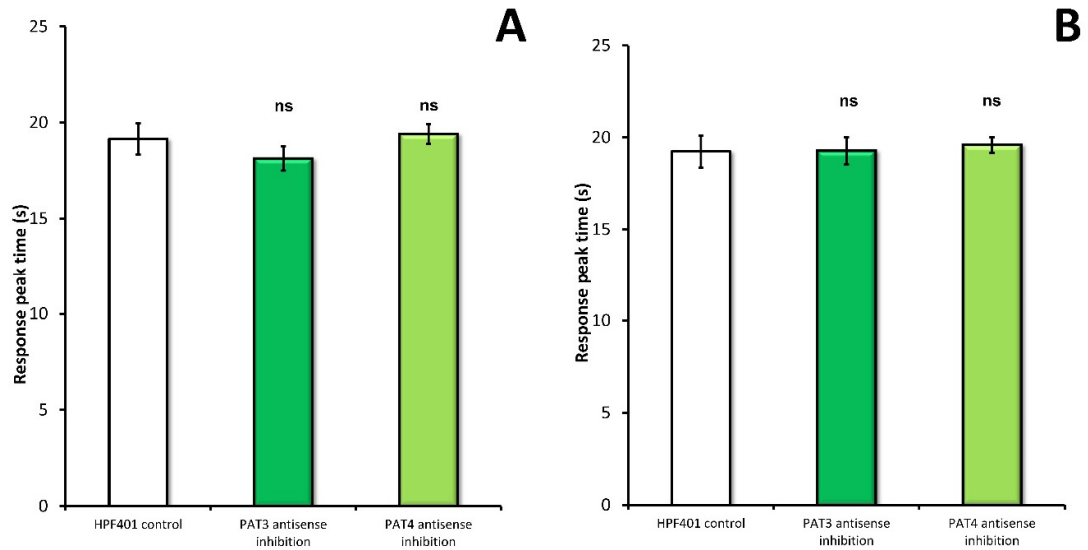 A
Response peak time (s)
25
20
15
10
5
0
ns
ns
HPF401 control
PAT3 antisense
inhibition
PAT4 antisense
inhibition
B
Response peak time (s)
25
20
15
10
5
0
ns
ns
HPF401 control
PAT3 antisense
inhibition
PAT4 antisense
inhibition